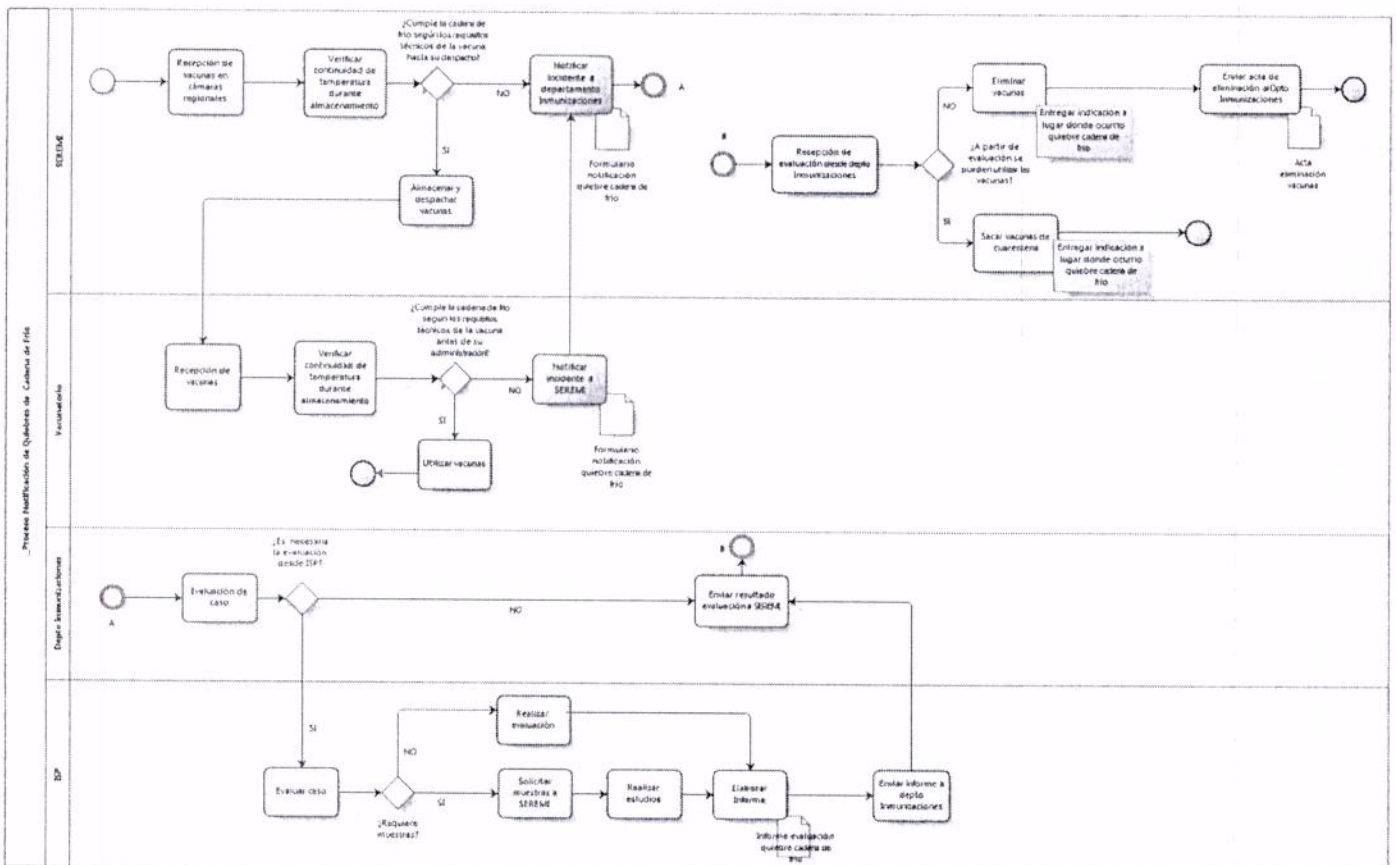 _Proceso Notificación de Quiebres de Cadena de Frío
SEREMI
Recepción de
vacunas en
cámaras
regionales
Verificar
continuidad de
temperatura
durante
almacenamiento
¿Cumple la cadena de
frío según los requisitos
técnicos de la vacuna
hasta su despacho?
NO
SI
Notificar
incidente a
departamento
Inmunizaciones
A
Formulario
notificación
quiebre cadena de
frío
Almacenar y
despachar
vacunas
B
Recepción de
evaluación desde depto
Inmunizaciones
NO
¿A partir de
evaluación se
pueden utilizar las
vacunas?
SI
Eliminar
vacunas
Entregar indicación a
lugar donde ocurrió
quiebre cadena de
frío
Enviar acta de
eliminación al Dpto
Inmunizaciones
Acta
eliminación
vacunas
Sacar vacunas de
cuarentena
Entregar indicación a
lugar donde ocurrió
quiebre cadena de
frío
Vacunatorio
Recepción de
vacunas
Verificar
continuidad de
temperatura
durante
almacenamiento
¿Cumple la cadena de frío
según los requisitos
técnicos de la vacuna
antes de su
administración?
NO
SI
Notificar
incidente a
SEREMI
Formulario
notificación
quiebre cadena de
frío
Utilizar vacunas
Depto Inmunizaciones
A
Evaluación de
caso
¿Es necesaria
la evaluación
desde ISP?
NO
SI
B
Enviar resultado
evaluación a SEREMI
ISP
Evaluar caso
¿Requiere
muestras?
NO
SI
Realizar
evaluación
Solicitar
muestras a
SEREMI
Realizar
estudios
Elaborar
Informe
Informe evaluación
quiebre cadena de
frío
Enviar informe a
depto
Inmunizaciones